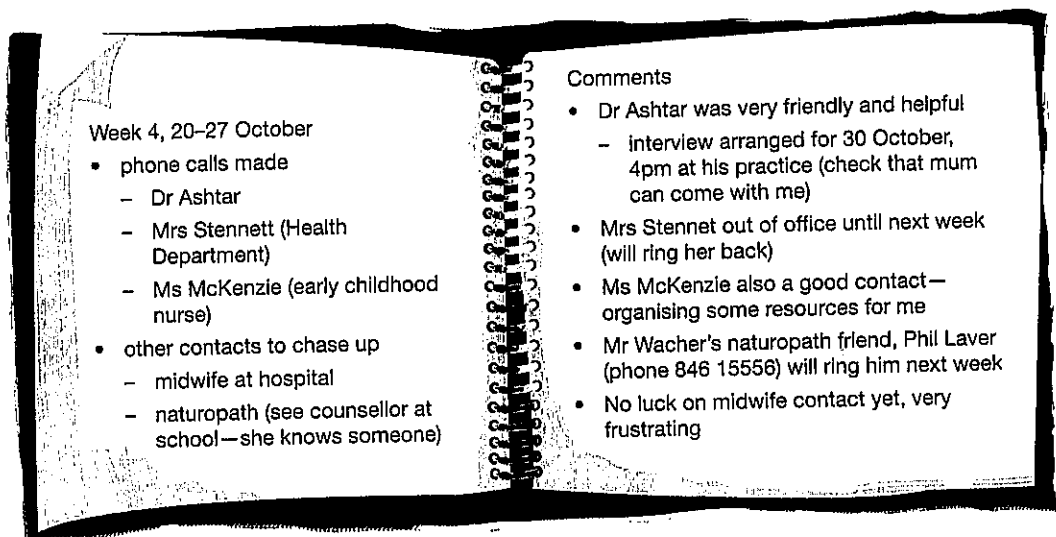 Week 4, 20–27 October
• phone calls made
– Dr Ashtar
– Mrs Stennett (Health
Department)
– Ms McKenzie (early childhood
nurse)
• other contacts to chase up
– midwife at hospital
– naturopath (see counsellor at
school—she knows someone)
Comments
• Dr Ashtar was very friendly and helpful
– interview arranged for 30 October,
4pm at his practice (check that mum
can come with me)
• Mrs Stennet out of office until next week
(will ring her back)
• Ms McKenzie also a good contact—
organising some resources for me
• Mr Wacher's naturopath friend, Phil Laver
(phone 846 15556) will ring him next week
• No luck on midwife contact yet, very
frustrating